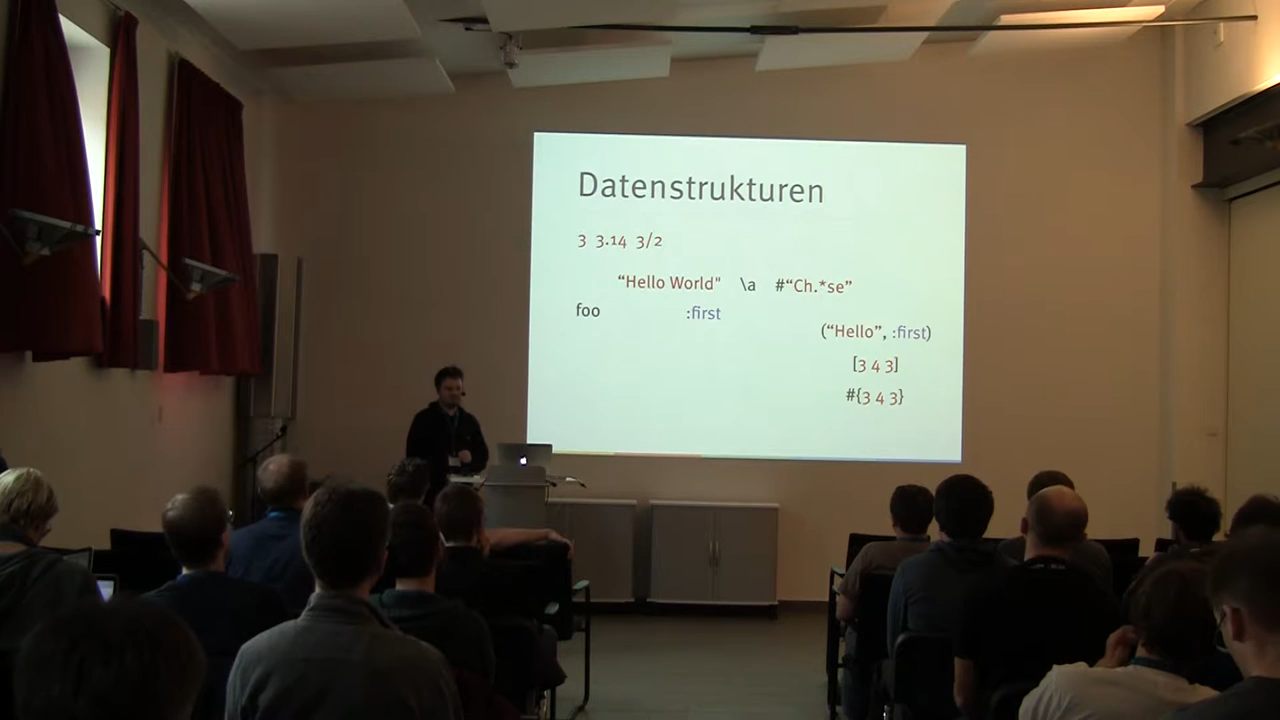 Datenstrukturen
3 3.14 3/2
“Hello World" \a #“Ch.*se”
foo :first
(“Hello”, :first)
[3 4 3]
#{3 4 3}